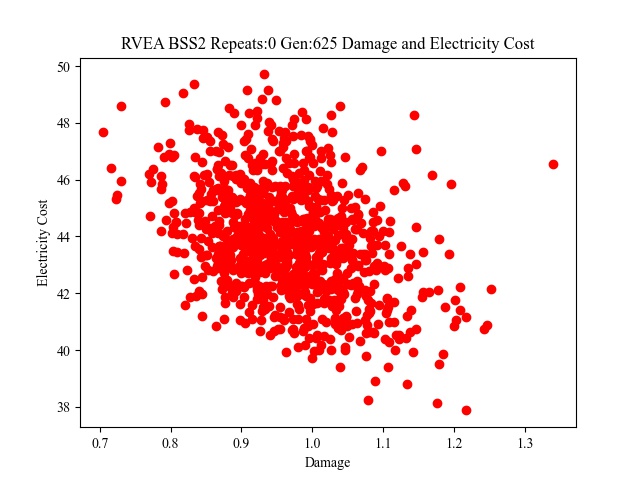 RVEA BSS2 Repeats:0 Gen:625 Damage and Electricity Cost
50
48
46
44
42
40
38
Electricity Cost
0.7 0.8 0.9 1.0 1.1 1.2 1.3
Damage